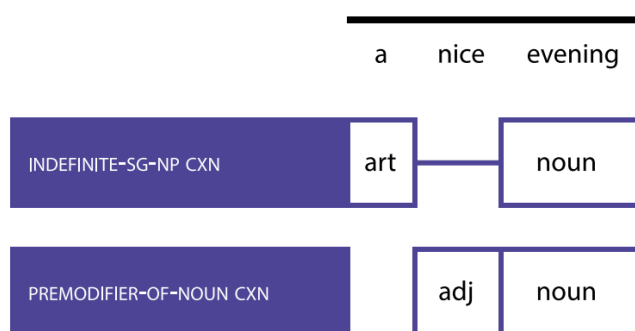 a nice evening
INDEFINITE-SG-NP CXN art noun
PREMODIFIER-OF-NOUN CXN adj noun